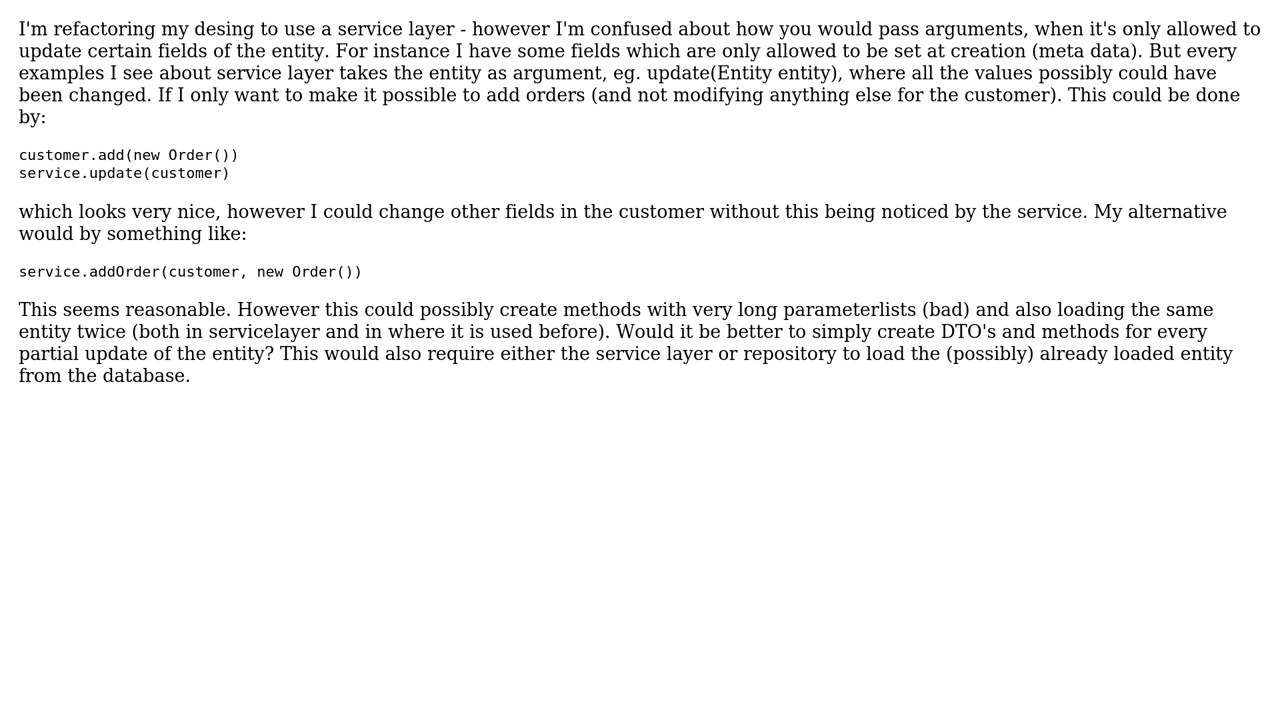 I'm refactoring my desing to use a service layer - however I'm confused about how you would pass arguments, when it's only allowed to
update certain fields of the entity. For instance I have some fields which are only allowed to be set at creation (meta data). But every
examples I see about service layer takes the entity as argument, eg. update(Entity entity), where all the values possibly could have
been changed. If I only want to make it possible to add orders (and not modifying anything else for the customer). This could be done
by:
customer.add(new Order())
service.update(customer)
which looks very nice, however I could change other fields in the customer without this being noticed by the service. My alternative
would by something like:
service.addOrder(customer, new Order())
This seems reasonable. However this could possibly create methods with very long parameterlists (bad) and also loading the same
entity twice (both in servicelayer and in where it is used before). Would it be better to simply create DTO's and methods for every
partial update of the entity? This would also require either the service layer or repository to load the (possibly) already loaded entity
from the database.